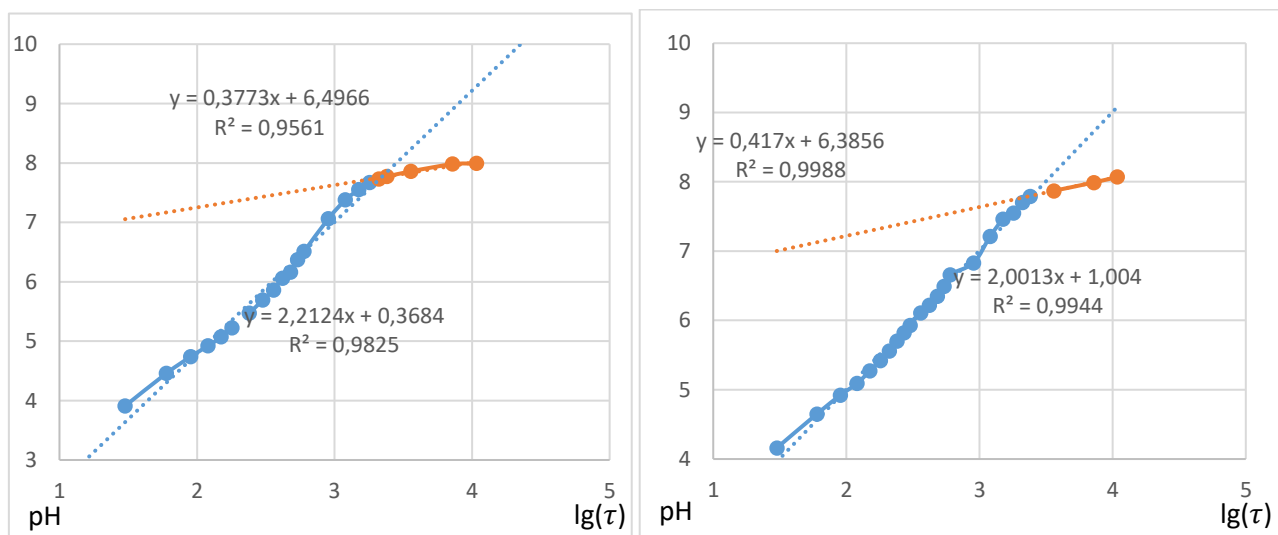 10
9
8
7
6
5
4
3
y = 0,3773x + 6,4966
R² = 0,9561
y = 2,2124x + 0,3684
R² = 0,9825
1 2 3 4 5
pH lg(τ)
10
9
8
7
6
5
4
y = 0,417x + 6,3856
R² = 0,9988
y = 2,0013x + 1,004
R² = 0,9944
1 2 3 4 5
pH lg(τ)